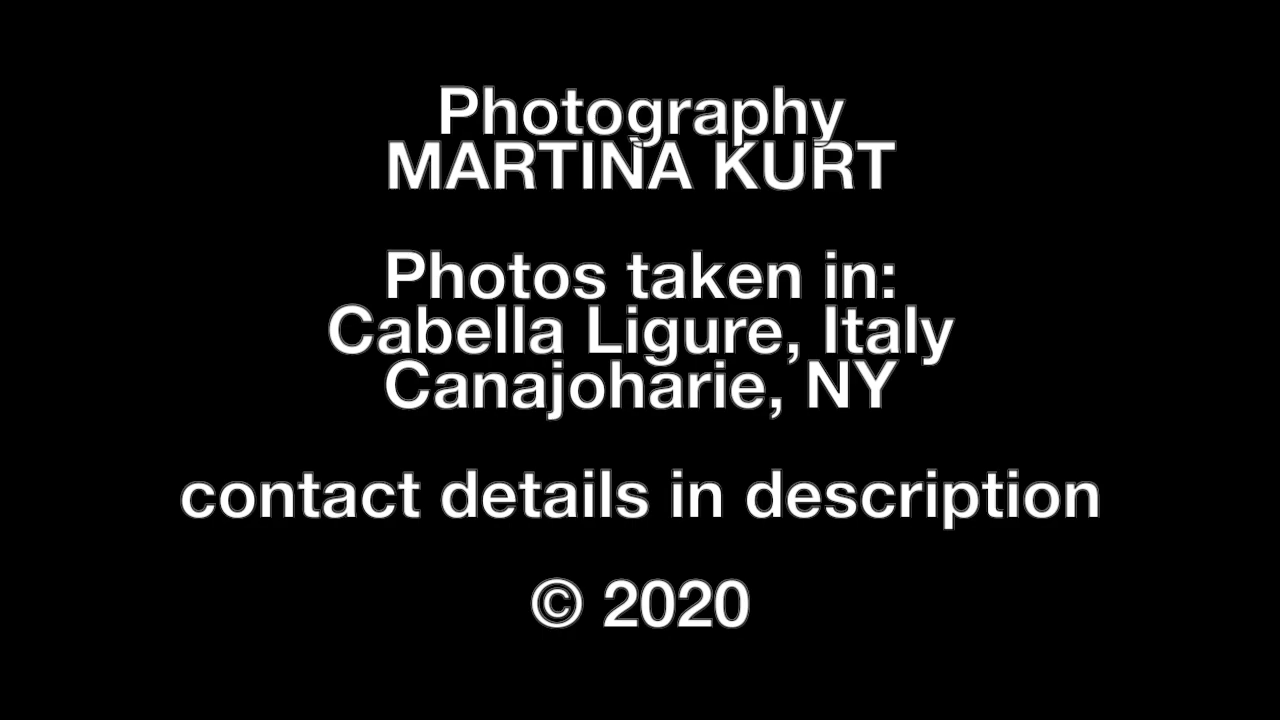 Photography
MARTINA KURT
Photos taken in:
Cabella Ligure, Italy
Canajoharie, NY
contact details in description
© 2020